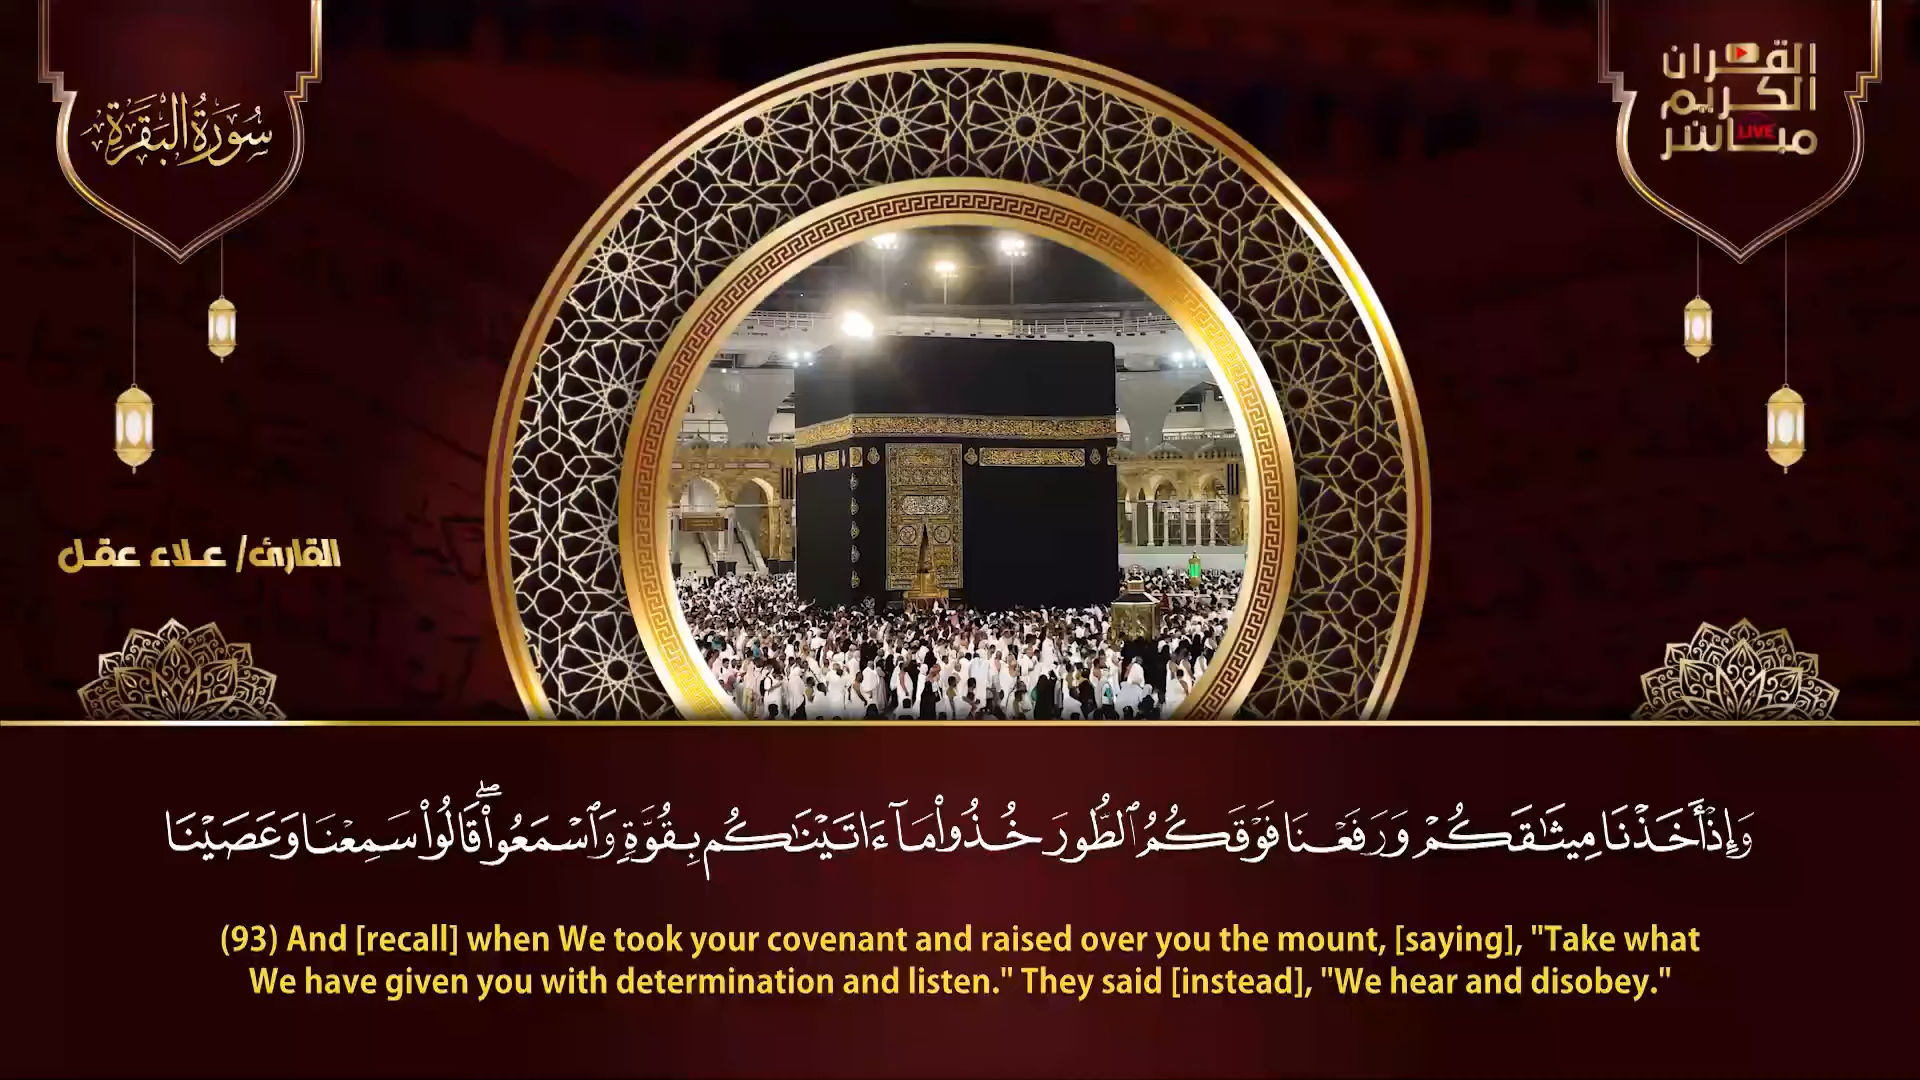 سُورَةُ البَقَرَةِ
القرآن
الكريم
مباشر
LIVE
القارئ/ علاء عقل
وَإِذْ أَخَذْنَا مِيثَٰقَكُمْ وَرَفَعْنَا فَوْقَكُمُ ٱلطُّورَ خُذُوا۟ مَآ ءَاتَيْنَٰكُم بِقُوَّةٍ وَٱسْمَعُوا۟ ۖ قَالُوا۟ سَمِعْنَا وَعَصَيْنَا
(93) And [recall] when We took your covenant and raised over you the mount, [saying], "Take what
We have given you with determination and listen." They said [instead], "We hear and disobey."